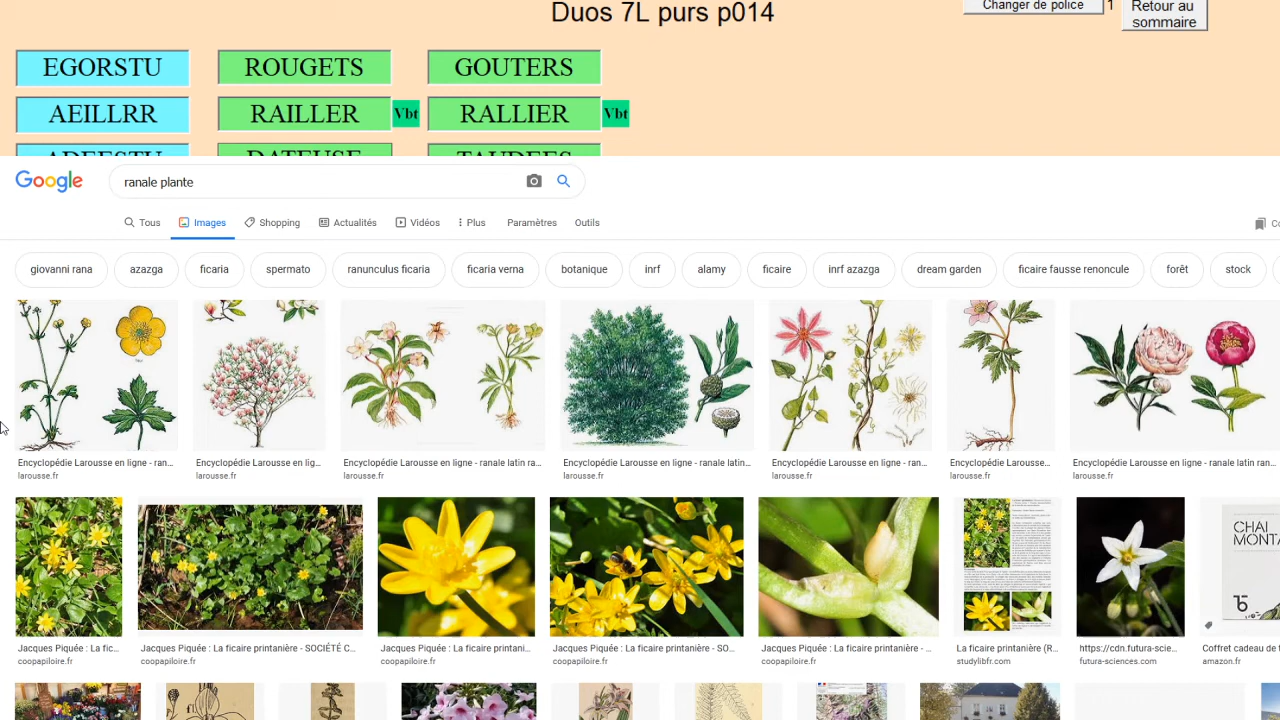 Duos 7L purs p014
Changer de police
1
Retour au
sommaire
EGORSTU ROUGETS GOUTERS
AEILLRR RAILLER Vbt RALLIER Vbt
Google ranale plante
Tous Images Shopping Actualités Vidéos Plus Paramètres Outils
giovanni rana azazga ficaria spermato ranunculus ficaria ficaria verna botanique inrf alamy ficaire inrf azazga dream garden ficaire fausse renoncule forêt stock
Encyclopédie Larousse en ligne - ran... Encyclopédie Larousse en lig... Encyclopédie Larousse en ligne - ranale latin ra... Encyclopédie Larousse en ligne - ranale latin... Encyclopédie Larousse en ligne - ran... Encyclopédie Larousse... Encyclopédie Larousse en ligne - ranale latin ran...
larousse.fr larousse.fr larousse.fr larousse.fr larousse.fr larousse.fr larousse.fr
CHAI
MONTA
Jacques Piquée : La fic... Jacques Piquée : La ficaire printanière - SOCIÉTÉ C... Jacques Piquée : La ficaire printani... Jacques Piquée : La ficaire printanière - SO... Jacques Piquée : La ficaire printanière - ... La ficaire printanière (R... https://cdn.futura-scie... Coffret cadeau de
coopapiloire.fr coopapiloire.fr coopapiloire.fr coopapiloire.fr coopapiloire.fr studylibfr.com futura-sciences.com amazon.fr